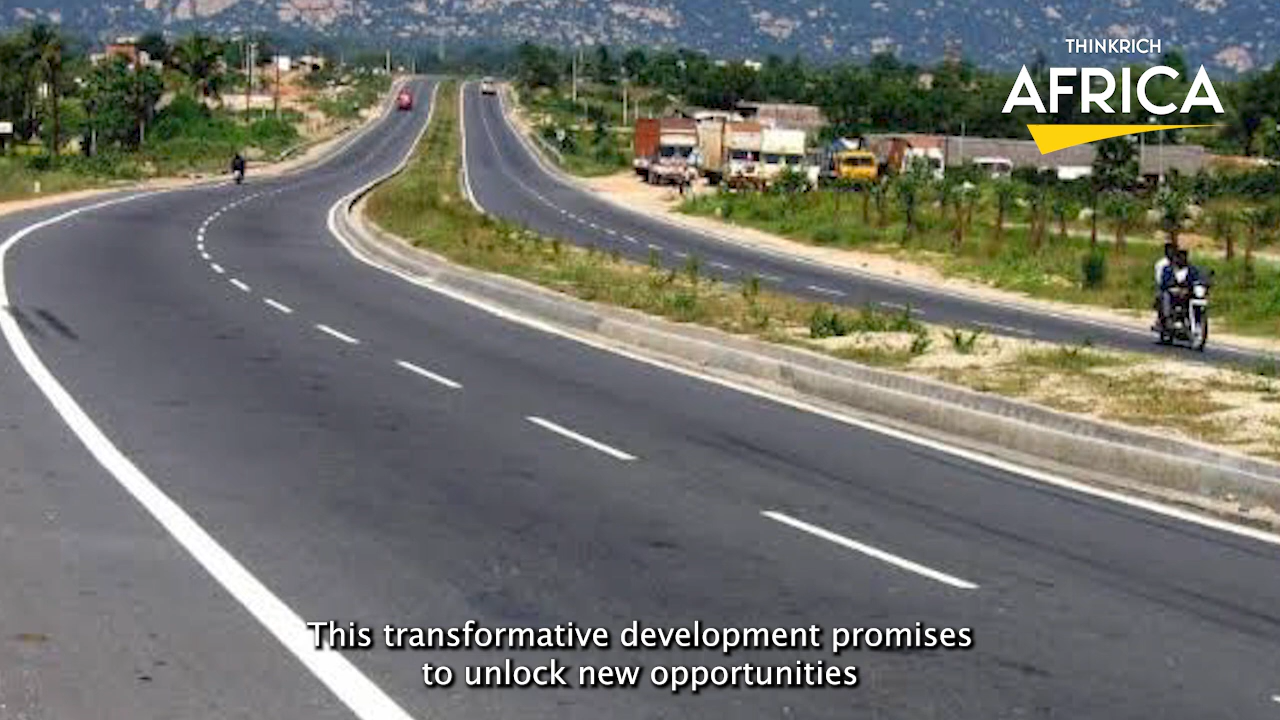 THINKRICH
AFRICA
This transformative development promises
to unlock new opportunities